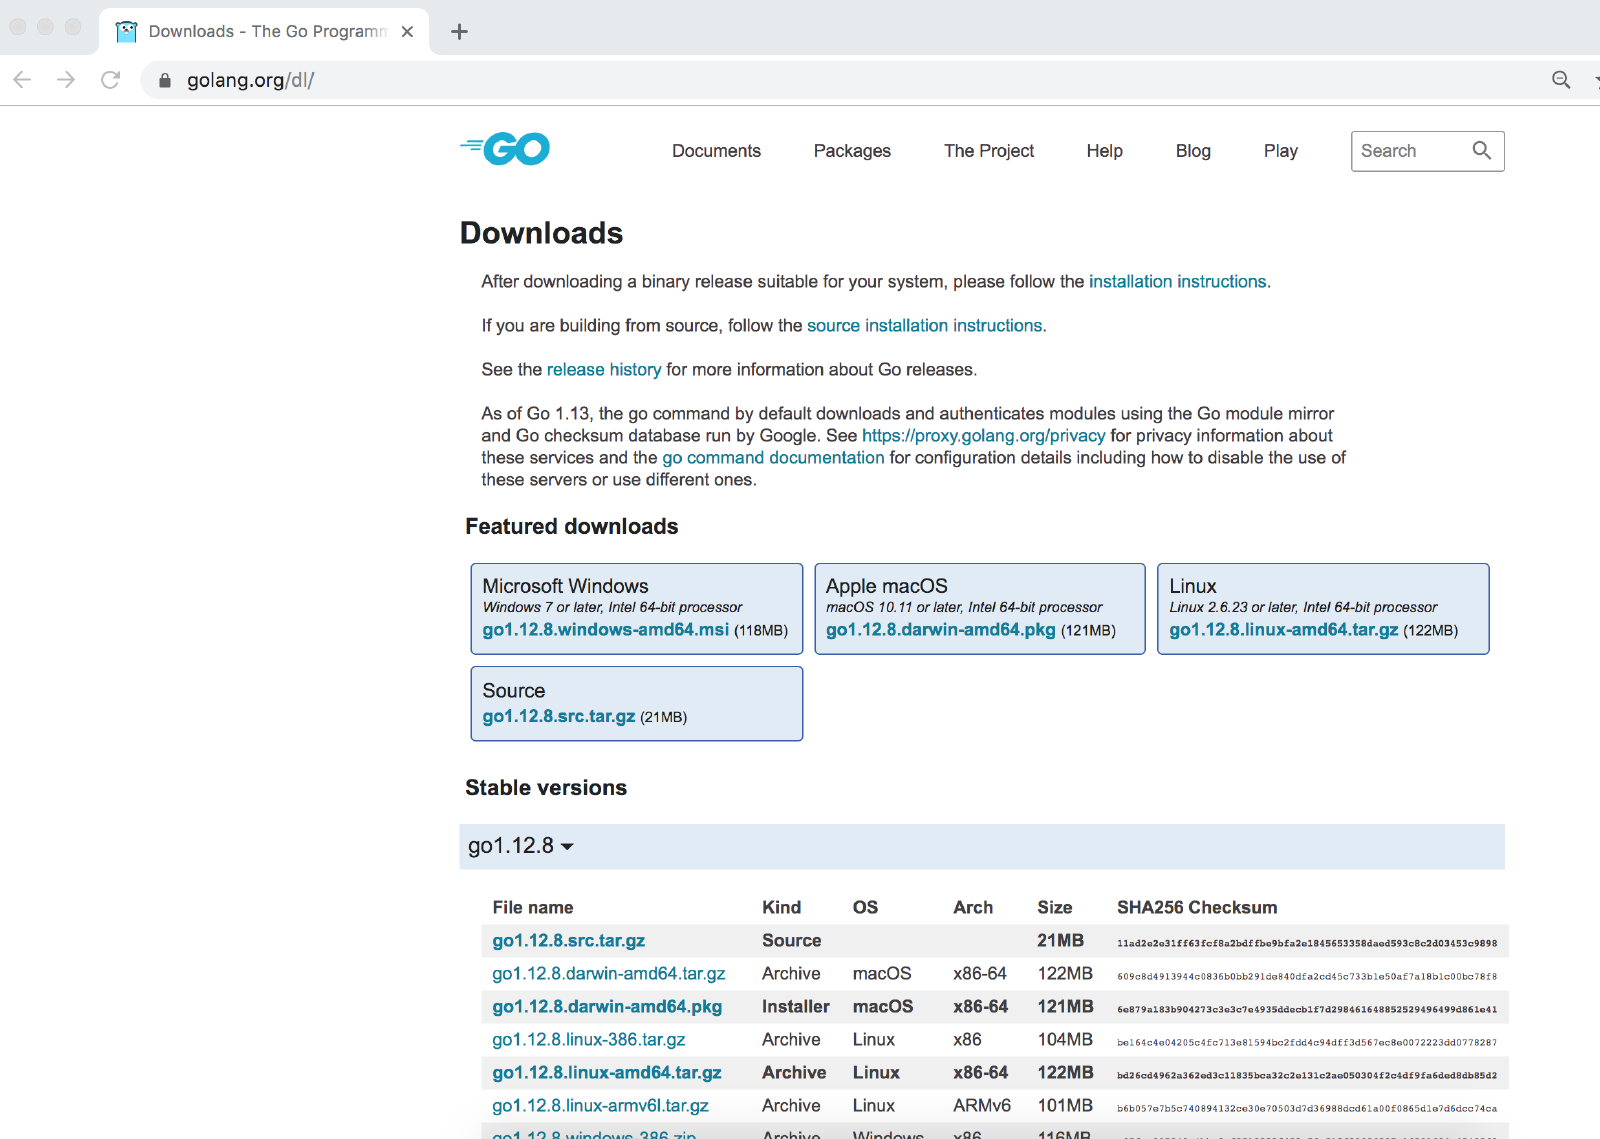 Downloads - The Go Programm
golang.org/dl/
GO
Documents Packages The Project Help Blog Play Search
Downloads
After downloading a binary release suitable for your system, please follow the installation instructions.
If you are building from source, follow the source installation instructions.
See the release history for more information about Go releases.
As of Go 1.13, the go command by default downloads and authenticates modules using the Go module mirror
and Go checksum database run by Google. See https://proxy.golang.org/privacy for privacy information about
these services and the go command documentation for configuration details including how to disable the use of
these servers or use different ones.
Featured downloads
Microsoft Windows
Windows 7 or later, Intel 64-bit processor
go1.12.8.windows-amd64.msi (118MB)
Apple macOS
macOS 10.11 or later, Intel 64-bit processor
go1.12.8.darwin-amd64.pkg (121MB)
Linux
Linux 2.6.23 or later, Intel 64-bit processor
go1.12.8.linux-amd64.tar.gz (122MB)
Source
go1.12.8.src.tar.gz (21MB)
Stable versions
go1.12.8
File name Kind OS Arch Size SHA256 Checksum
go1.12.8.src.tar.gz Source 21MB 11ad2e2e31ff63fcf8a2bdffbe9bfa2e1845653358daed593c8c2d03453c9898
go1.12.8.darwin-amd64.tar.gz Archive macOS x86-64 122MB 609c8d4913944c0836b0bb291de840dfa2cd45c733b1e50af7a18b1c00bc78f8
go1.12.8.darwin-amd64.pkg Installer macOS x86-64 121MB 6e879a183b904273c3e3c7e4935ddecb1f7d298461648852529496499d861e41
go1.12.8.linux-386.tar.gz Archive Linux x86 104MB be164c4e04205c4fc713e81594bc2fdd4c94dff3d567ec8e0072223dd0778287
go1.12.8.linux-amd64.tar.gz Archive Linux x86-64 122MB bd26cd4962a362ed3c11835bca32c2e131c2ae050304f2c4df9fa6ded8db85d2
go1.12.8.linux-armv6l.tar.gz Archive Linux ARMv6 101MB b6b057e7b5c740894132ce30e70503d7d36988dcd61a00f0865d1e7d6dcc74ca
go1.12.8.windows-386.zip Archive Windows x86 116MB